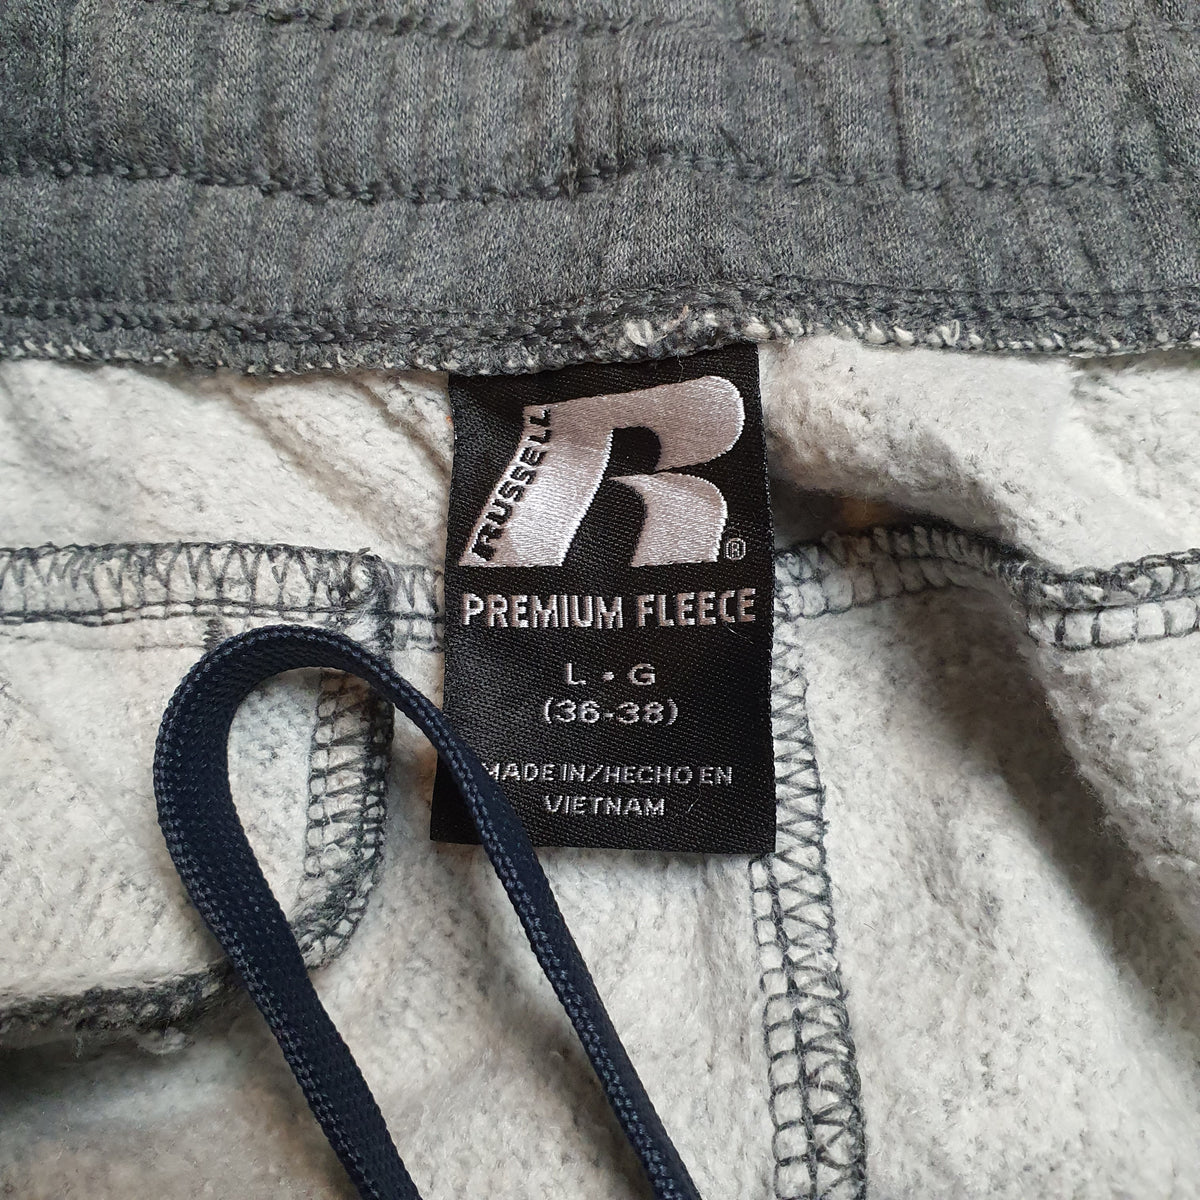 RUSSELL
R
®
PREMIUM FLEECE
L • G
(36-38)
MADE IN/HECHO EN
VIETNAM